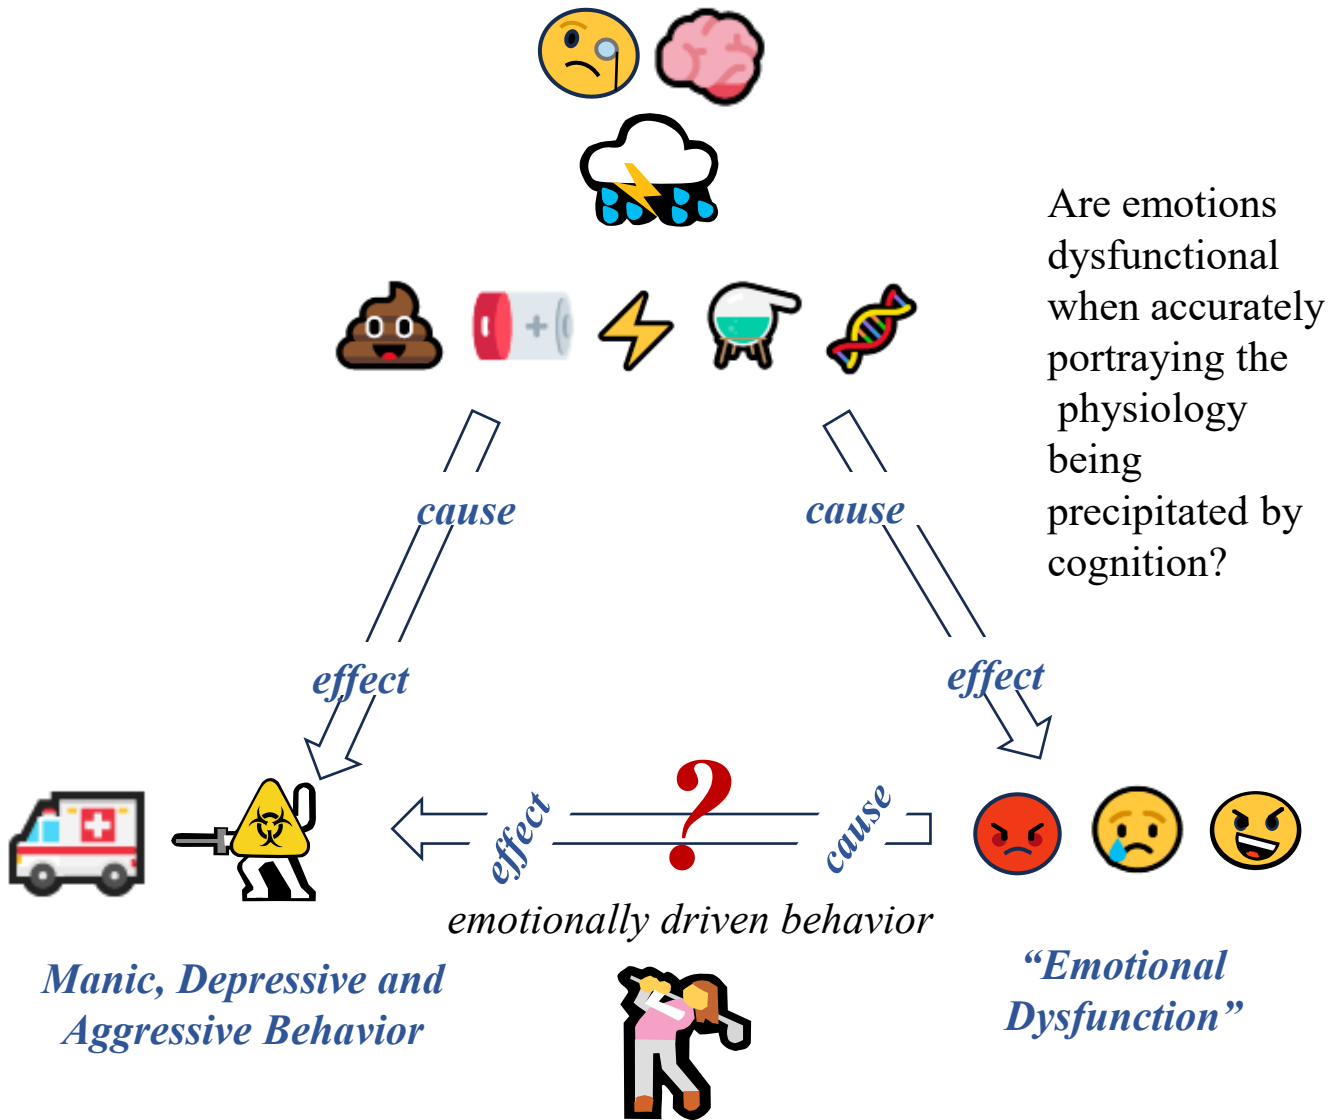 Are emotions
dysfunctional
when accurately
portraying the
physiology
being
precipitated by
cognition?
cause
cause
effect
effect
effect
?
cause
emotionally driven behavior
Manic, Depressive and
Aggressive Behavior
“Emotional
Dysfunction”